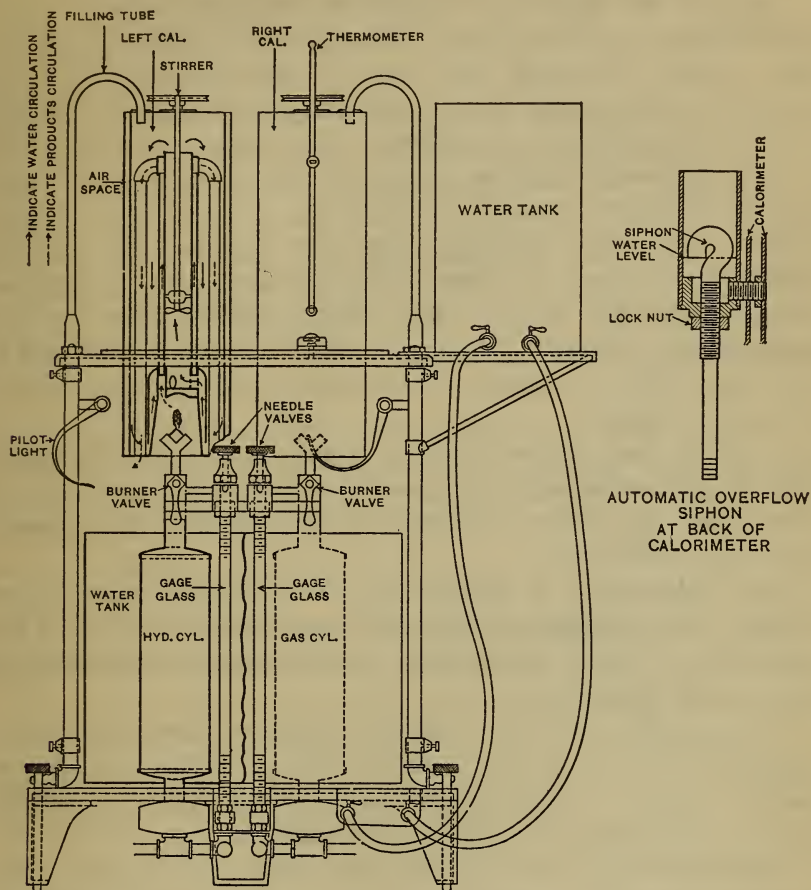 FILLING TUBE
LEFT CAL.
STIRRER
RIGHT
CAL.
THERMOMETER
INDICATE WATER CIRCULATION
INDICATE PRODUCTS CIRCULATION
AIR
SPACE
WATER TANK
CALORIMETER
SIPHON
WATER
LEVEL
LOCK NUT
PILOT
LIGHT
NEEDLE
VALVES
BURNER
VALVE
BURNER
VALVE
AUTOMATIC OVERFLOW
SIPHON
AT BACK OF
CALORIMETER
WATER
TANK
GAGE
GLASS
GAGE
GLASS
HYD. CYL.
GAS CYL.